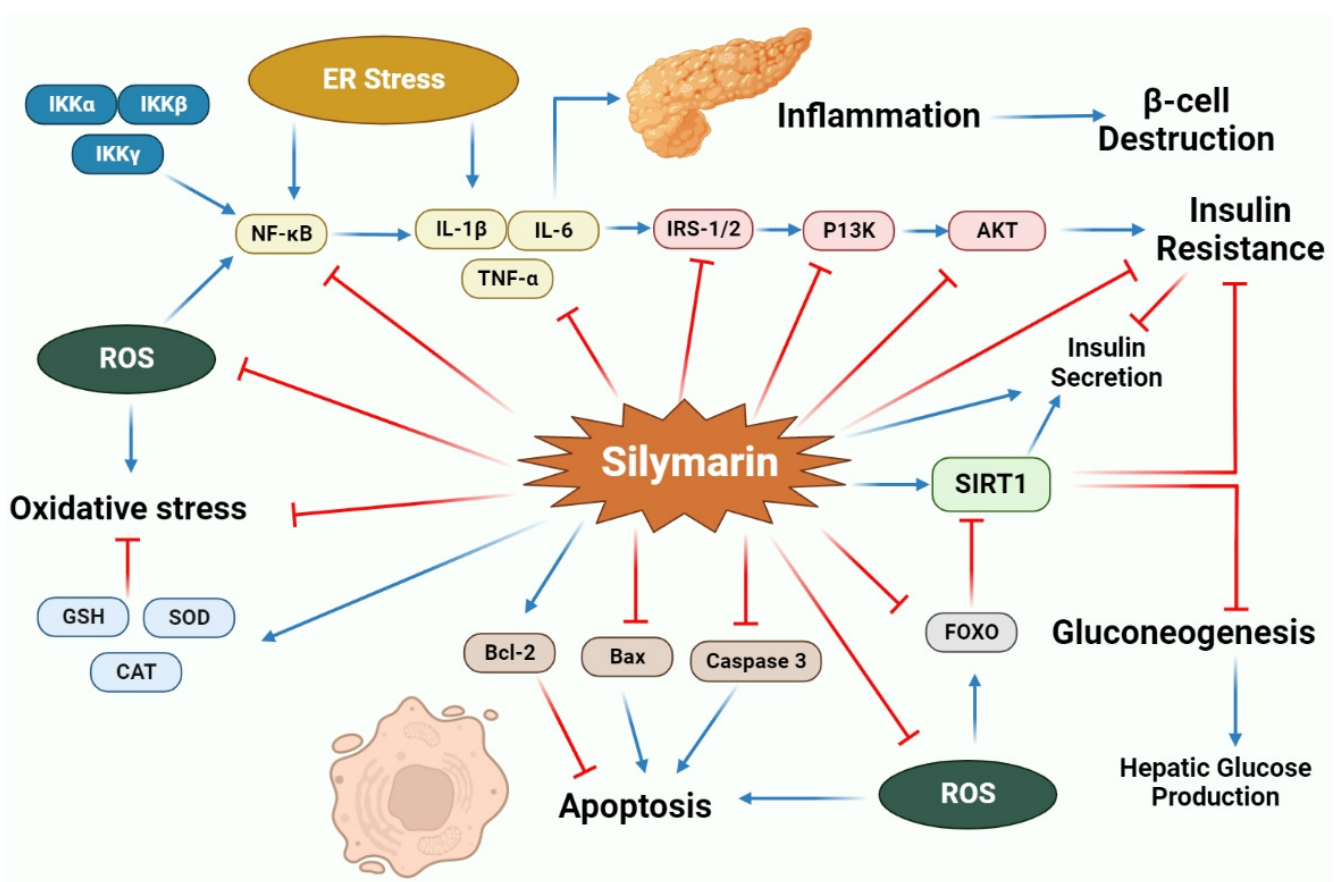 ER Stress
IKKα
IKKβ
IKKγ
Inflammation
β-cell
Destruction
NF-κB
IL-1β
IL-6
TNF-α
IRS-1/2
P13K
AKT
Insulin
Resistance
ROS
Insulin
Secretion
Silymarin
SIRT1
Oxidative stress
GSH
SOD
CAT
Bcl-2
Bax
Caspase 3
FOXO
Gluconeogenesis
Apoptosis
ROS
Hepatic Glucose
Production